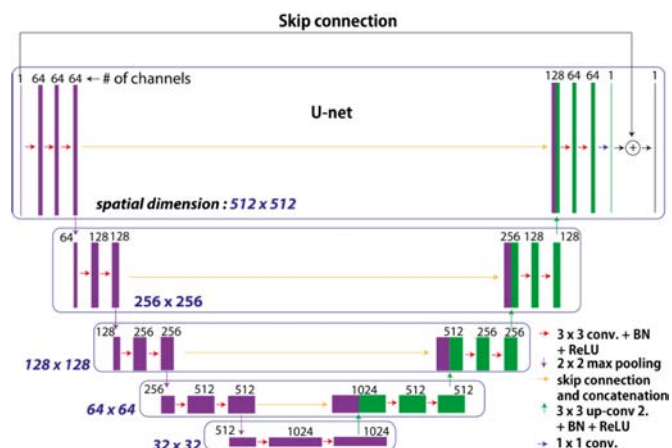 Skip connection
1 64 64 64 ← # of channels
128 64 64 1 1
U-net
+
spatial dimension : 512 x 512
64 128 128
256 128 128
256 x 256
128 256 256
512 256 256
128 x 128
256 512 512
1024 512 512
64 x 64
512 1024 1024
32 x 32
3 x 3 conv. + BN
+ ReLU
2 x 2 max pooling
skip connection
and concatenation
3 x 3 up-conv 2.
+ BN + ReLU
1 x 1 conv.